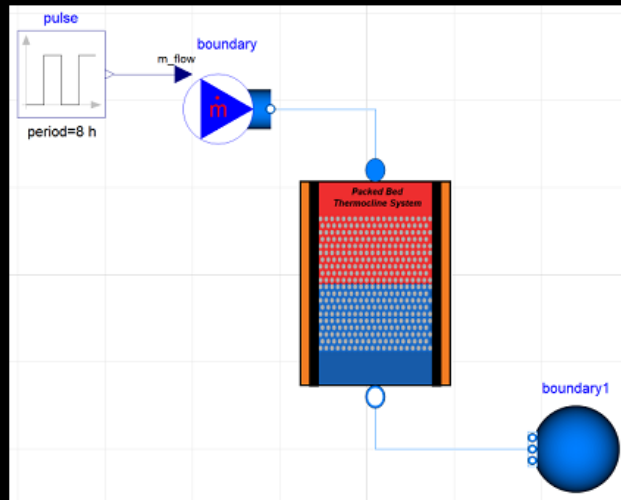 pulse
boundary
m_flow
ṁ
period=8 h
Packed Bed
Thermocline System
boundary1